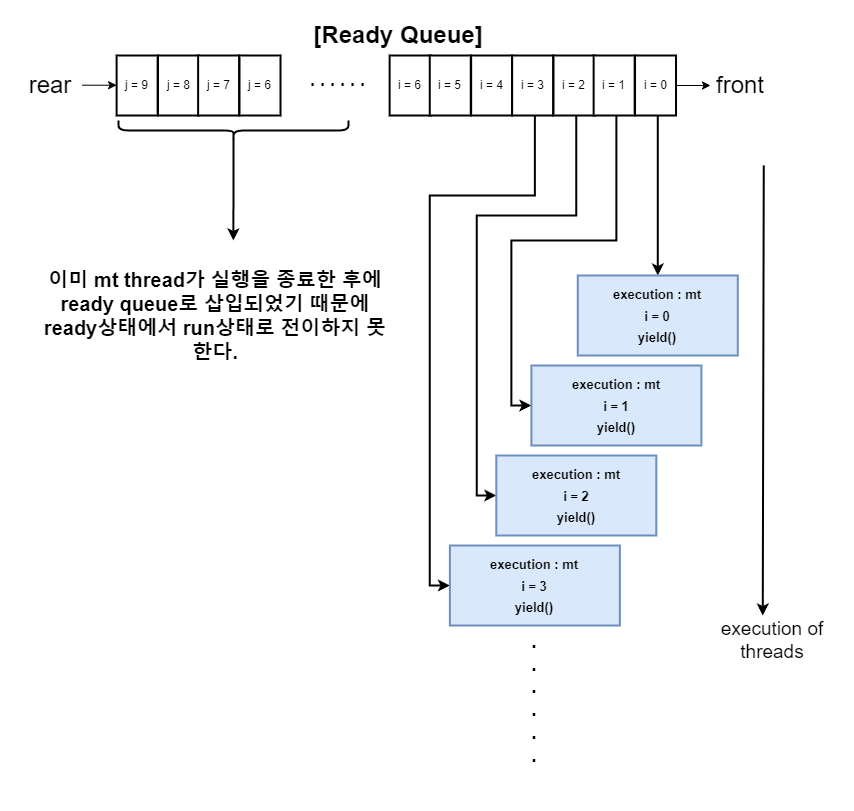 [Ready Queue]
rear
j = 9
j = 8
j = 7
j = 6
······
i = 6
i = 5
i = 4
i = 3
i = 2
i = 1
i = 0
front
이미 mt thread가 실행을 종료한 후에
ready queue로 삽입되었기 때문에
ready상태에서 run상태로 전이하지 못
한다.
execution : mt
i = 0
yield()
execution : mt
i = 1
yield()
execution : mt
i = 2
yield()
execution : mt
i = 3
yield()
.
.
.
.
.
.
execution of
threads